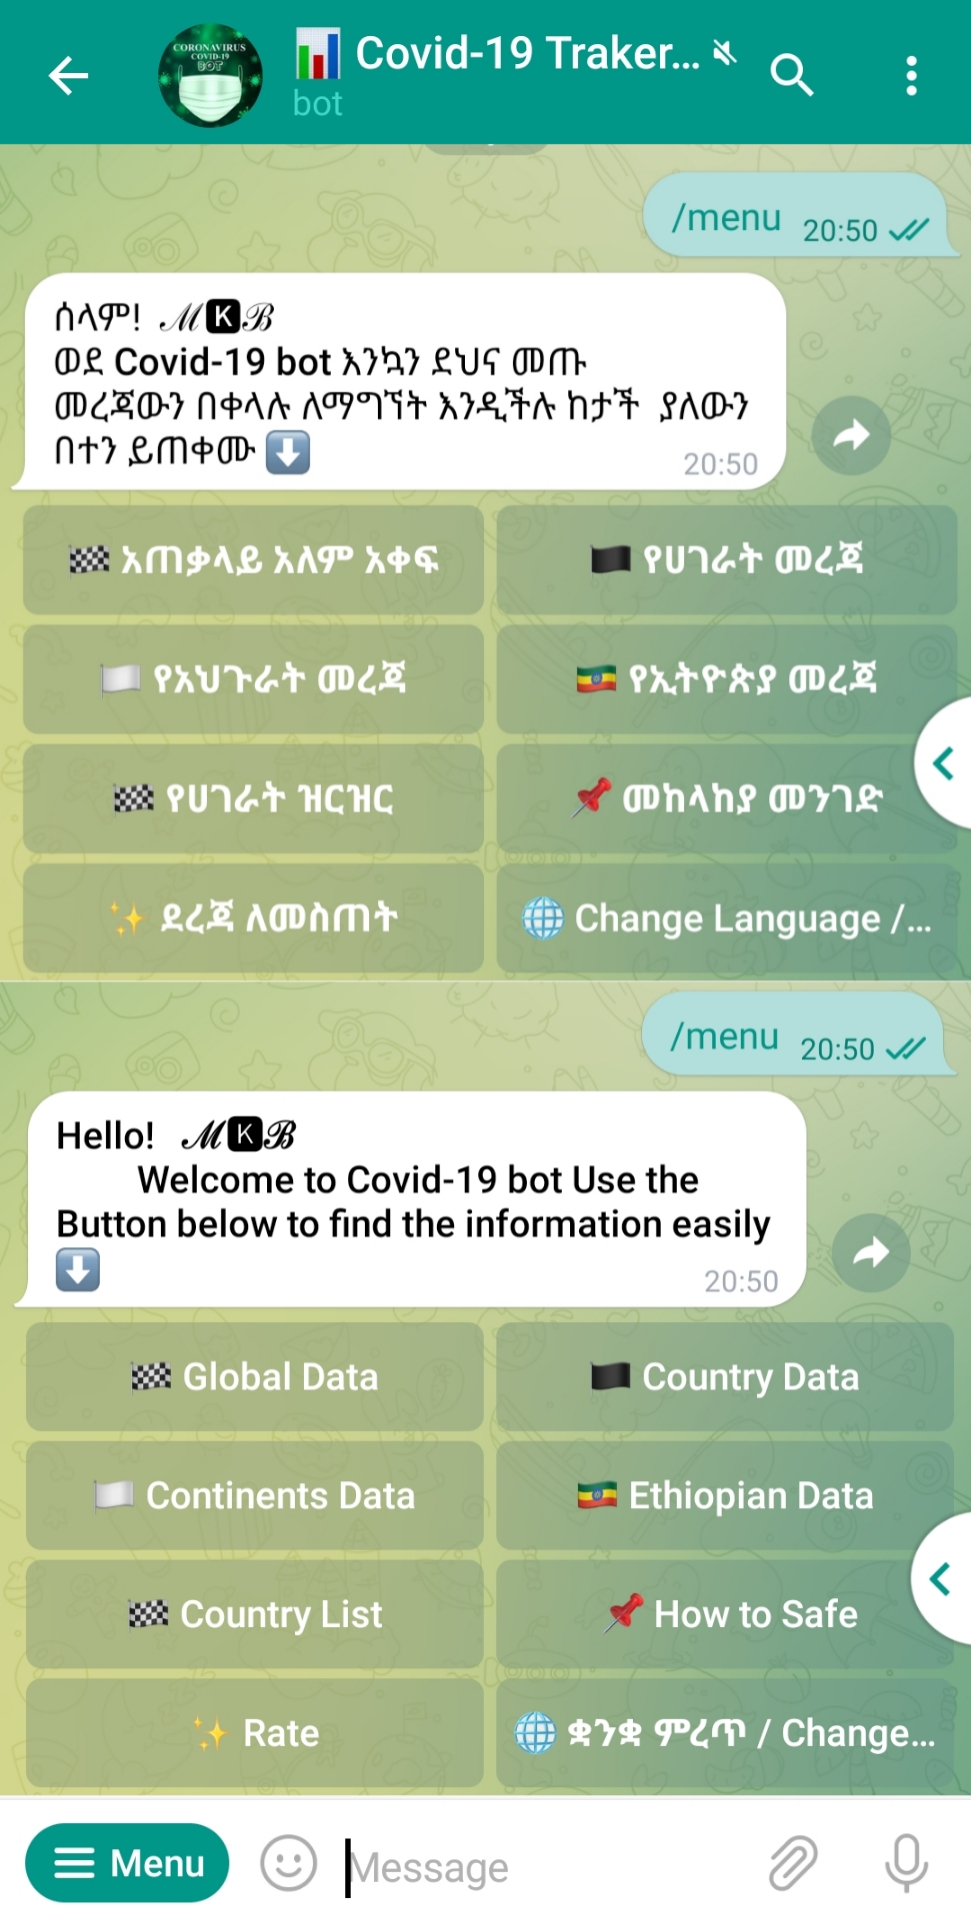 CORONAVIRUS
COVID-19
BOT
📊 Covid-19 Traker...
bot
/menu 20:50
ሰላም! ℳ🅺ℬ
ወደ Covid-19 bot እንኳን ደህና መጡ
መረጃውን በቀላሉ ለማግኘት እንዲችሉ ከታች ያለውን
በተን ይጠቀሙ ⬇️
20:50
🏁 አጠቃላይ አለም አቀፍ
🏴 የሀገራት መረጃ
🏳 የአህጉራት መረጃ
🇪🇹 የኢትዮጵያ መረጃ
🏁 የሀገራት ዝርዝር
📌 መከላከያ መንገድ
✨ ደረጃ ለመስጠት
🌐 Change Language /...
/menu 20:50
Hello! ℳ🅺ℬ
Welcome to Covid-19 bot Use the
Button below to find the information easily
⬇️
20:50
🏁 Global Data
🏴 Country Data
🏳 Continents Data
🇪🇹 Ethiopian Data
🏁 Country List
📌 How to Safe
✨ Rate
🌐 ቋንቋ ምረጥ / Change...
Menu
Message